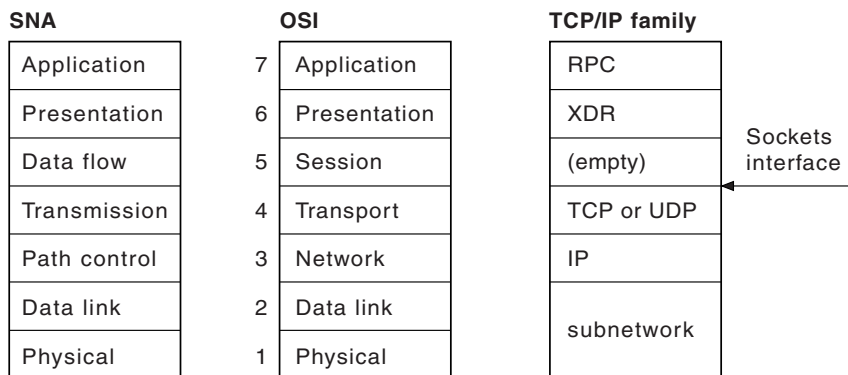 SNA OSI TCP/IP family
Application 7 Application RPC
Presentation 6 Presentation XDR
Data flow 5 Session (empty)
Sockets
interface
Transmission 4 Transport TCP or UDP
Path control 3 Network IP
Data link 2 Data link
subnetwork
Physical 1 Physical